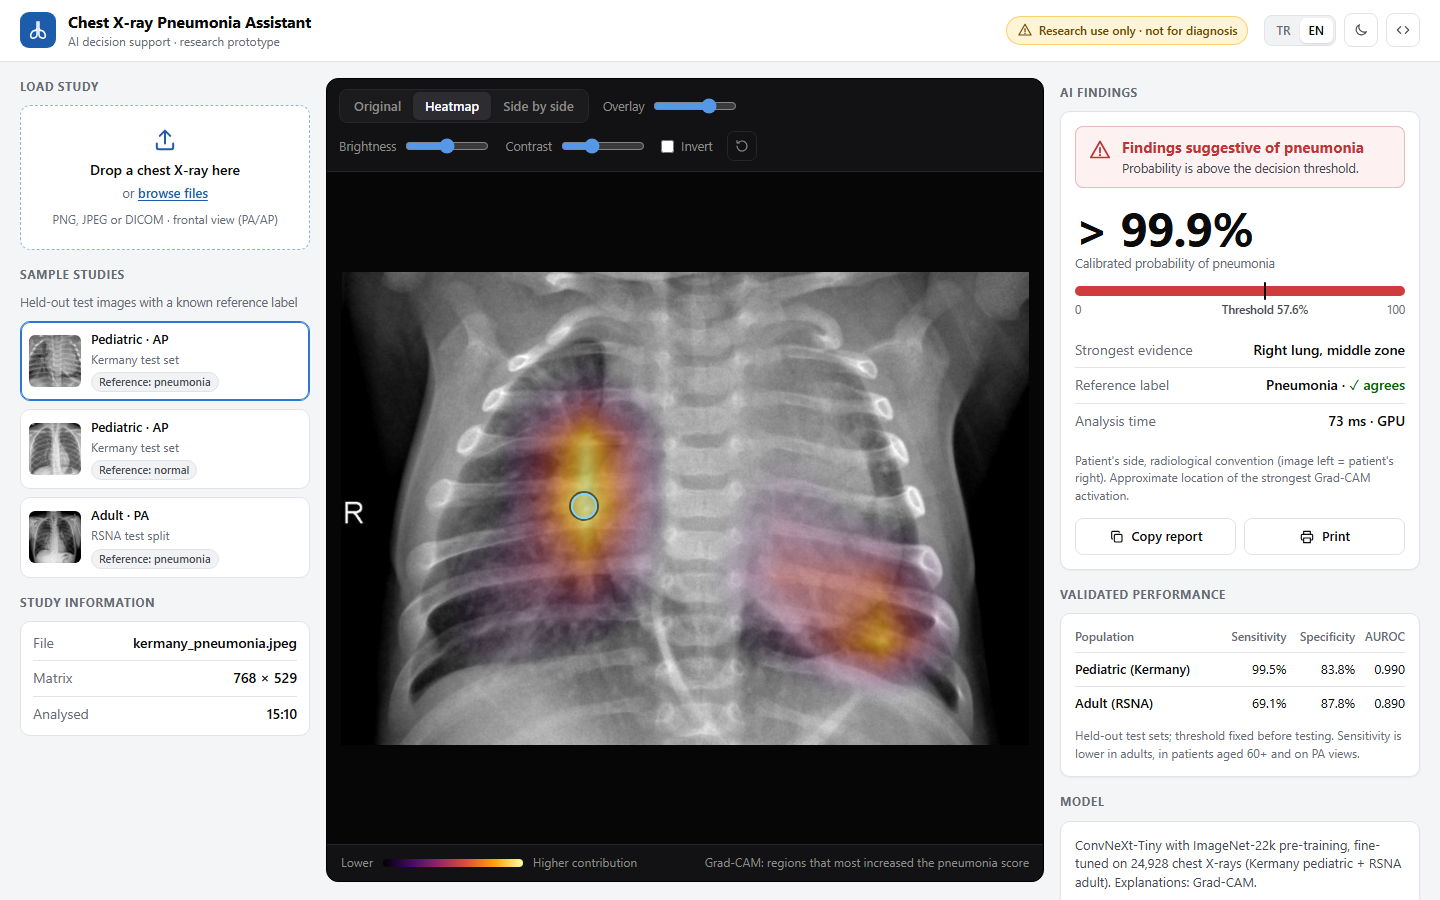 Chest X-ray Pneumonia Assistant
AI decision support · research prototype
Research use only · not for diagnosis
TR EN
LOAD STUDY
Drop a chest X-ray here
or browse files
PNG, JPEG or DICOM · frontal view (PA/AP)
SAMPLE STUDIES
Held-out test images with a known reference label
Pediatric · AP
Kermany test set
Reference: pneumonia
Pediatric · AP
Kermany test set
Reference: normal
Adult · PA
RSNA test split
Reference: pneumonia
STUDY INFORMATION
File kermany_pneumonia.jpeg
Matrix 768 × 529
Analysed 15:10
Original Heatmap Side by side Overlay
Brightness Contrast Invert
R
Lower Higher contribution Grad-CAM: regions that most increased the pneumonia score
AI FINDINGS
Findings suggestive of pneumonia
Probability is above the decision threshold.
> 99.9%
Calibrated probability of pneumonia
0 Threshold 57.6% 100
Strongest evidence Right lung, middle zone
Reference label Pneumonia · ✓ agrees
Analysis time 73 ms · GPU
Patient's side, radiological convention (image left = patient's
right). Approximate location of the strongest Grad-CAM
activation.
Copy report Print
VALIDATED PERFORMANCE
Population Sensitivity Specificity AUROC
Pediatric (Kermany) 99.5% 83.8% 0.990
Adult (RSNA) 69.1% 87.8% 0.890
Held-out test sets; threshold fixed before testing. Sensitivity is
lower in adults, in patients aged 60+ and on PA views.
MODEL
ConvNeXt-Tiny with ImageNet-22k pre-training, fine-
tuned on 24,928 chest X-rays (Kermany pediatric + RSNA
adult). Explanations: Grad-CAM.